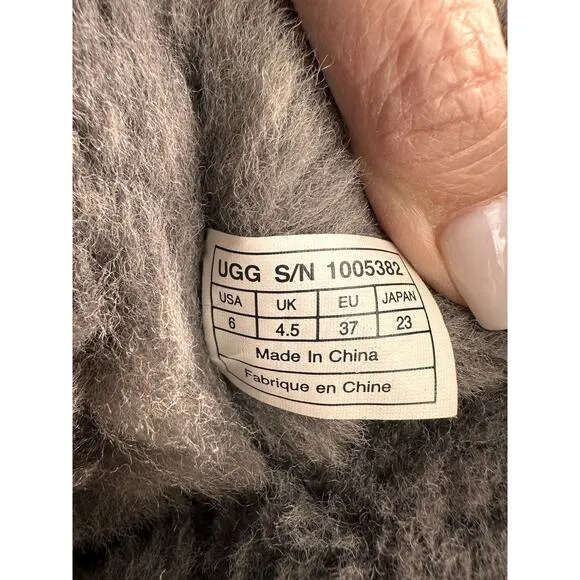 UGG S/N 1005382
USA UK EU JAPAN
6 4.5 37 23
Made In China
Fabrique en Chine